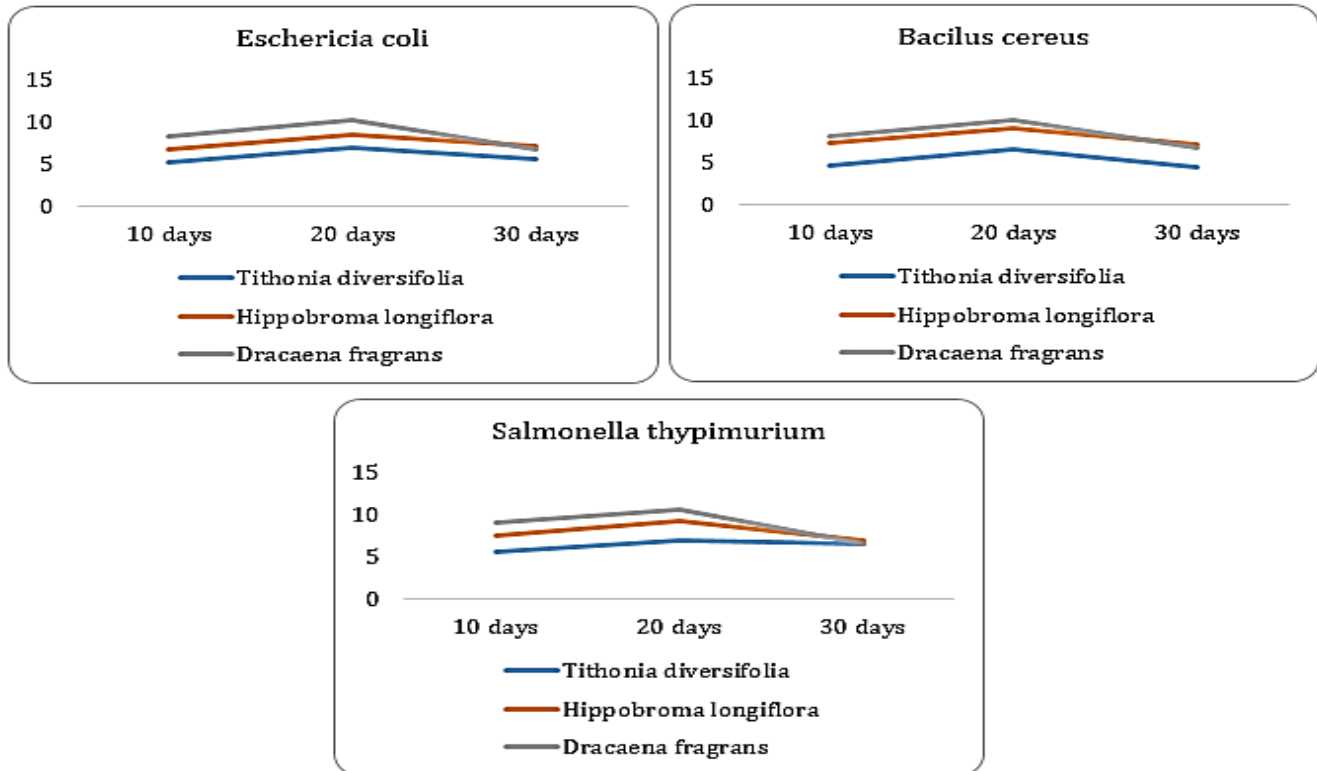 Eschericia coli
15
10
5
0
10 days 20 days 30 days
Tithonia diversifolia
Hippobroma longiflora
Dracaena fragrans
Bacilus cereus
15
10
5
0
10 days 20 days 30 days
Tithonia diversifolia
Hippobroma longiflora
Dracaena fragrans
Salmonella thypimurium
15
10
5
0
10 days 20 days 30 days
Tithonia diversifolia
Hippobroma longiflora
Dracaena fragrans